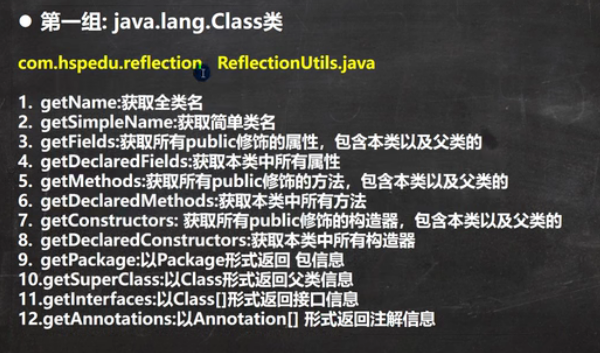 ● 第一组: java.lang.Class类
com.hspedu.reflection ReflectionUtils.java
1. getName:获取全类名
2. getSimpleName:获取简单类名
3. getFields:获取所有public修饰的属性，包含本类以及父类的
4. getDeclaredFields:获取本类中所有属性
5. getMethods:获取所有public修饰的方法，包含本类以及父类的
6. getDeclaredMethods:获取本类中所有方法
7. getConstructors: 获取所有public修饰的构造器，包含本类以及父类的
8. getDeclaredConstructors:获取本类中所有构造器
9. getPackage:以Package形式返回 包信息
10.getSuperClass:以Class形式返回父类信息
11.getInterfaces:以Class[]形式返回接口信息
12.getAnnotations:以Annotation[] 形式返回注解信息